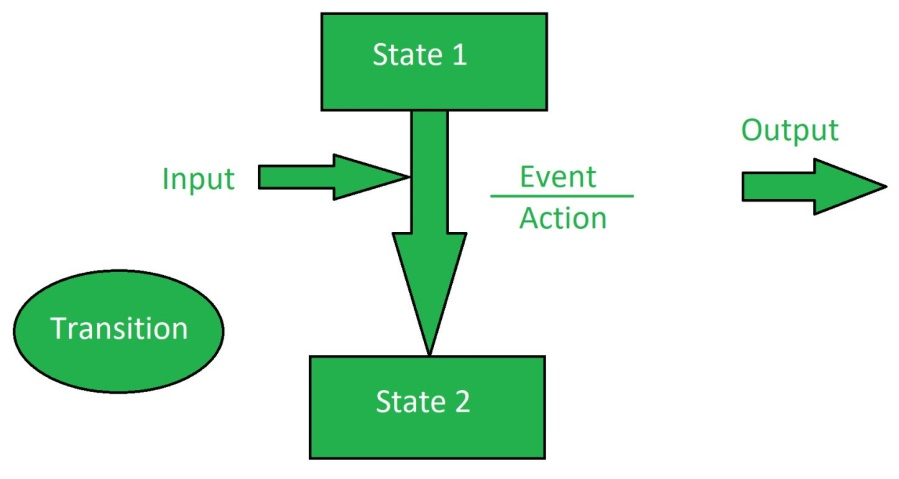 State 1
Output
Input
Event
Action
Transition
State 2